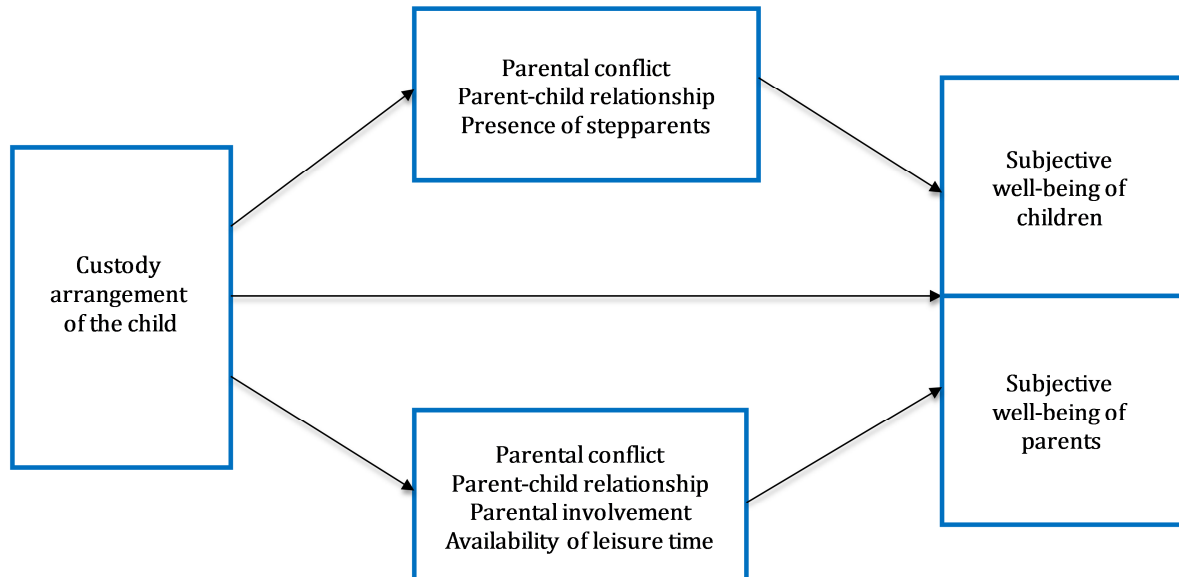 Parental conflict
Parent-child relationship
Presence of stepparents
Custody
arrangement
of the child
Subjective
well-being of
children
Parental conflict
Parent-child relationship
Parental involvement
Availability of leisure time
Subjective
well-being of
parents